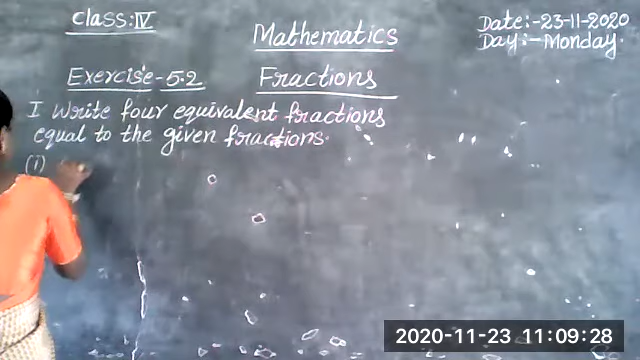 Class:IV
Mathematics
Date:-23-11-2020
Day:-Monday.
Exercise-5.2
Fractions
I Write four equivalent fractions
equal to the given fractions.
(i)
2020-11-23 11:09:28